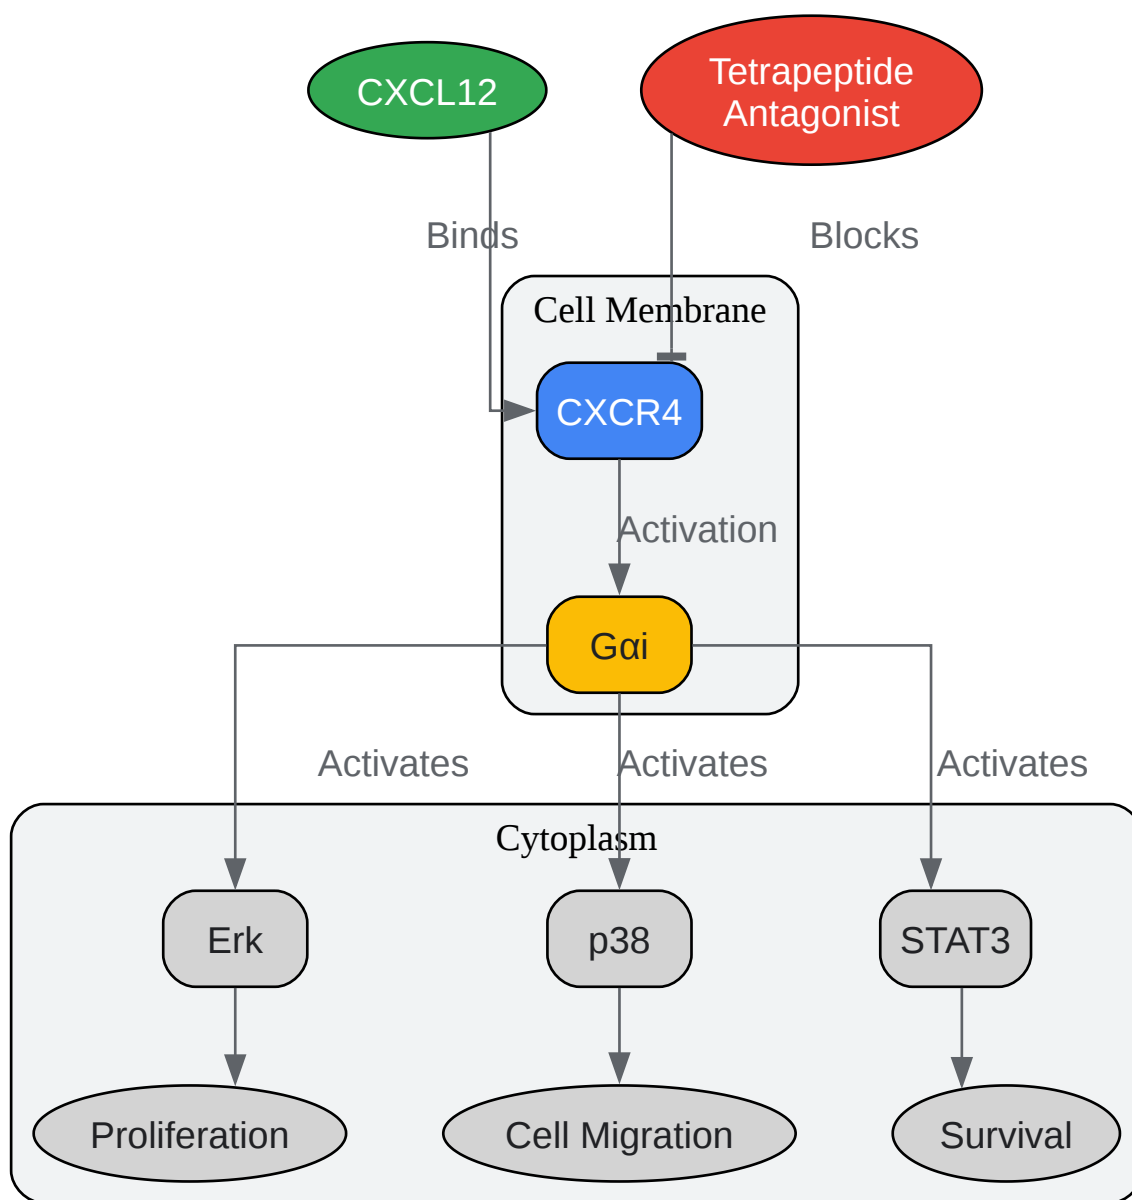 CXCL12
Tetrapeptide
Antagonist
Binds
Blocks
Cell Membrane
CXCR4
Activation
Gαi
Activates
Activates
Activates
Cytoplasm
Erk
p38
STAT3
Proliferation
Cell Migration
Survival